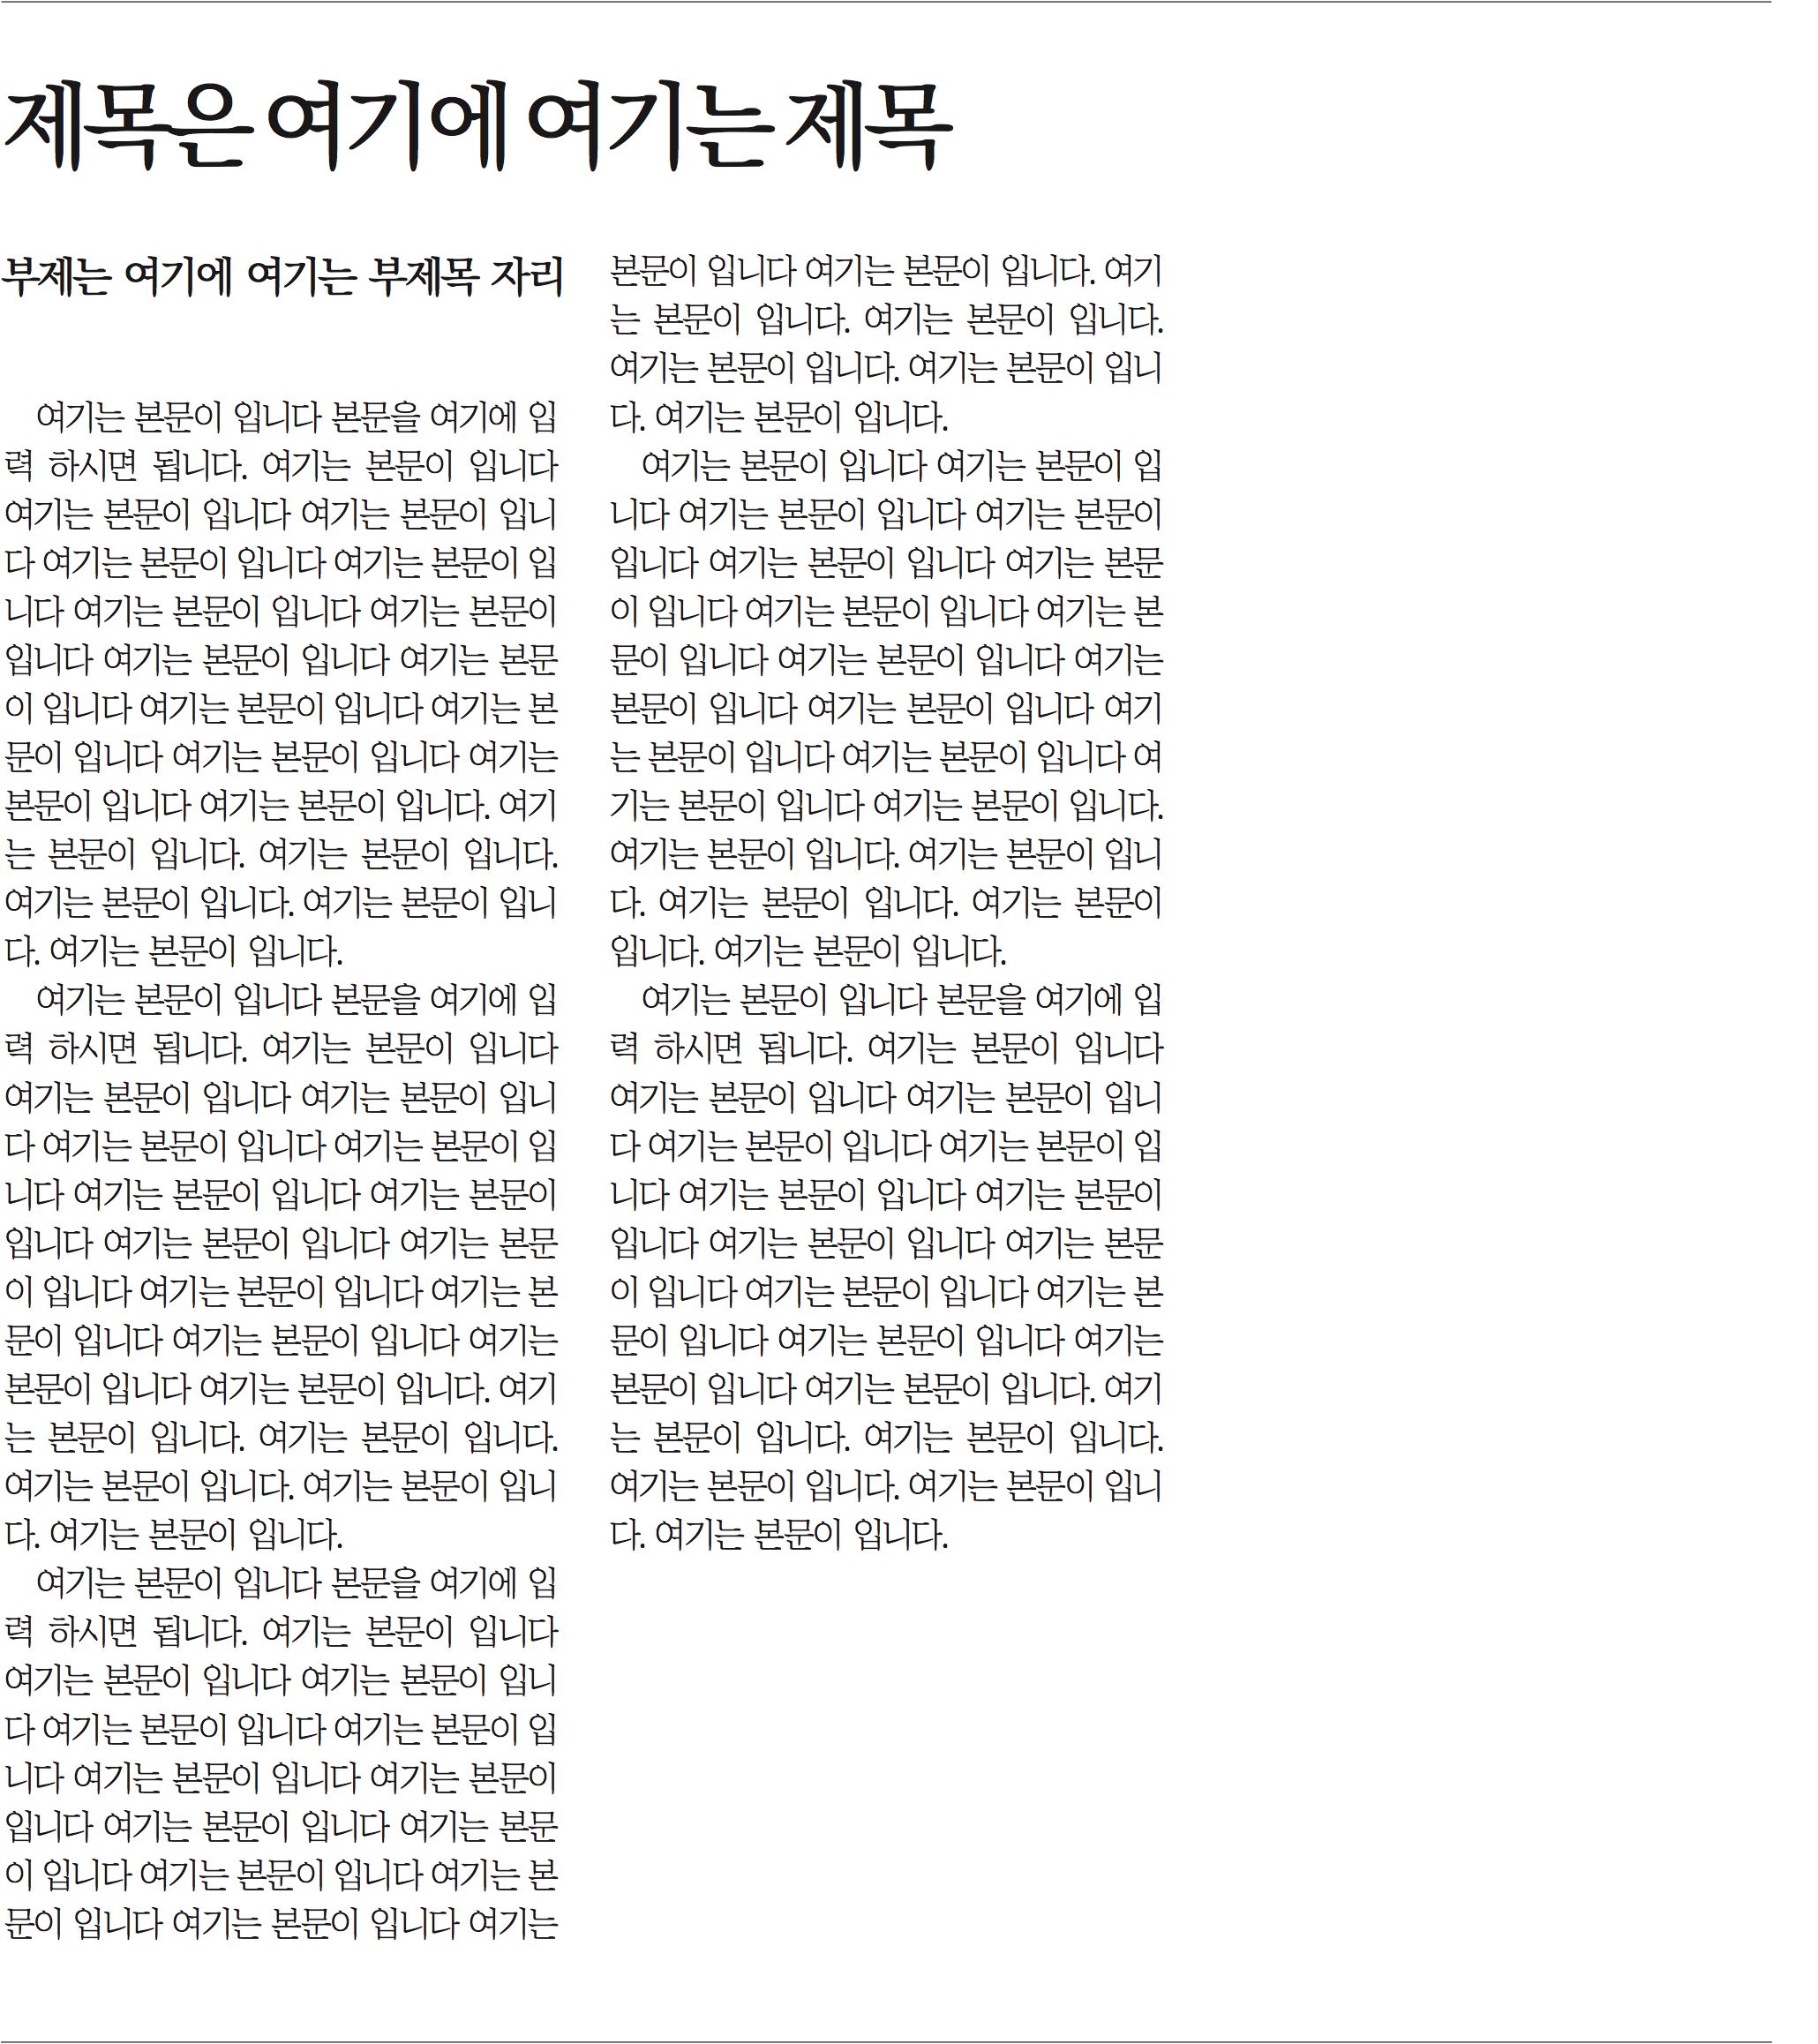 제목은 여기에 여기는 제목
부제는 여기에 여기는 부제목 자리
여기는 본문이 입니다 본문을 여기에 입
력 하시면 됩니다. 여기는 본문이 입니다
여기는 본문이 입니다 여기는 본문이 입니
다 여기는 본문이 입니다 여기는 본문이 입
니다 여기는 본문이 입니다 여기는 본문이
입니다 여기는 본문이 입니다 여기는 본문
이 입니다 여기는 본문이 입니다 여기는 본
문이 입니다 여기는 본문이 입니다 여기는
본문이 입니다 여기는 본문이 입니다. 여기
는 본문이 입니다. 여기는 본문이 입니다.
여기는 본문이 입니다. 여기는 본문이 입니
다. 여기는 본문이 입니다.
여기는 본문이 입니다 본문을 여기에 입
력 하시면 됩니다. 여기는 본문이 입니다
여기는 본문이 입니다 여기는 본문이 입니
다 여기는 본문이 입니다 여기는 본문이 입
니다 여기는 본문이 입니다 여기는 본문이
입니다 여기는 본문이 입니다 여기는 본문
이 입니다 여기는 본문이 입니다 여기는 본
문이 입니다 여기는 본문이 입니다 여기는
본문이 입니다 여기는 본문이 입니다. 여기
는 본문이 입니다. 여기는 본문이 입니다.
여기는 본문이 입니다. 여기는 본문이 입니
다. 여기는 본문이 입니다.
여기는 본문이 입니다 본문을 여기에 입
력 하시면 됩니다. 여기는 본문이 입니다
여기는 본문이 입니다 여기는 본문이 입니
다 여기는 본문이 입니다 여기는 본문이 입
니다 여기는 본문이 입니다 여기는 본문이
입니다 여기는 본문이 입니다 여기는 본문
이 입니다 여기는 본문이 입니다 여기는 본
문이 입니다 여기는 본문이 입니다 여기는
본문이 입니다 여기는 본문이 입니다. 여기
는 본문이 입니다. 여기는 본문이 입니다.
여기는 본문이 입니다. 여기는 본문이 입니
다. 여기는 본문이 입니다.
여기는 본문이 입니다 여기는 본문이 입
니다 여기는 본문이 입니다 여기는 본문이
입니다 여기는 본문이 입니다 여기는 본문
이 입니다 여기는 본문이 입니다 여기는 본
문이 입니다 여기는 본문이 입니다 여기는
본문이 입니다 여기는 본문이 입니다 여기
는 본문이 입니다 여기는 본문이 입니다 여
기는 본문이 입니다 여기는 본문이 입니다.
여기는 본문이 입니다. 여기는 본문이 입니
다. 여기는 본문이 입니다. 여기는 본문이
입니다. 여기는 본문이 입니다.
여기는 본문이 입니다 본문을 여기에 입
력 하시면 됩니다. 여기는 본문이 입니다
여기는 본문이 입니다 여기는 본문이 입니
다 여기는 본문이 입니다 여기는 본문이 입
니다 여기는 본문이 입니다 여기는 본문이
입니다 여기는 본문이 입니다 여기는 본문
이 입니다 여기는 본문이 입니다 여기는 본
문이 입니다 여기는 본문이 입니다 여기는
본문이 입니다 여기는 본문이 입니다. 여기
는 본문이 입니다. 여기는 본문이 입니다.
여기는 본문이 입니다. 여기는 본문이 입니
다. 여기는 본문이 입니다.